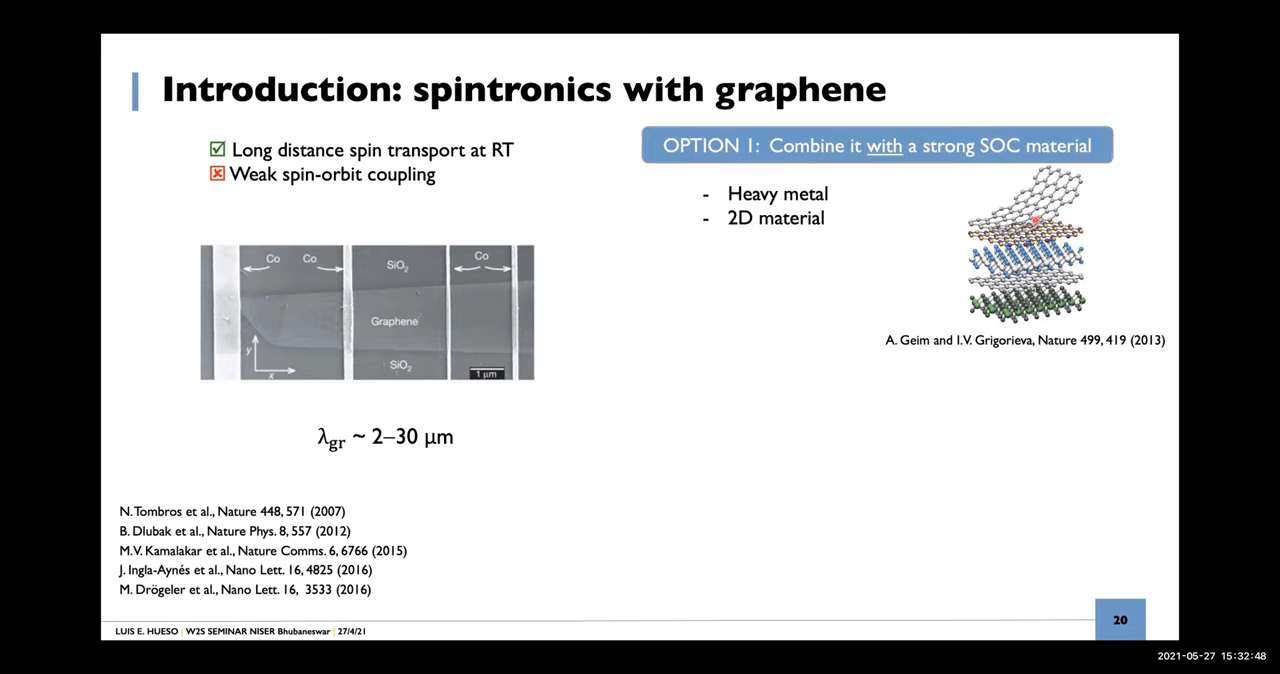 Introduction: spintronics with graphene
Long distance spin transport at RT
Weak spin-orbit coupling
OPTION 1: Combine it with a strong SOC material
- Heavy metal
- 2D material
Co Co SiO₂ Co
Graphene
y
x
SiO₂
1 μm
A. Geim and I.V. Grigorieva, Nature 499, 419 (2013)
λgr ~ 2–30 μm
N. Tombros et al., Nature 448, 571 (2007)
B. Dlubak et al., Nature Phys. 8, 557 (2012)
M.V. Kamalakar et al., Nature Comms. 6, 6766 (2015)
J. Ingla-Aynés et al., Nano Lett. 16, 4825 (2016)
M. Drögeler et al., Nano Lett. 16, 3533 (2016)
LUIS E. HUESO | W2S SEMINAR NISER Bhubaneswar | 27/4/21
20
2021-05-27 15:32:48